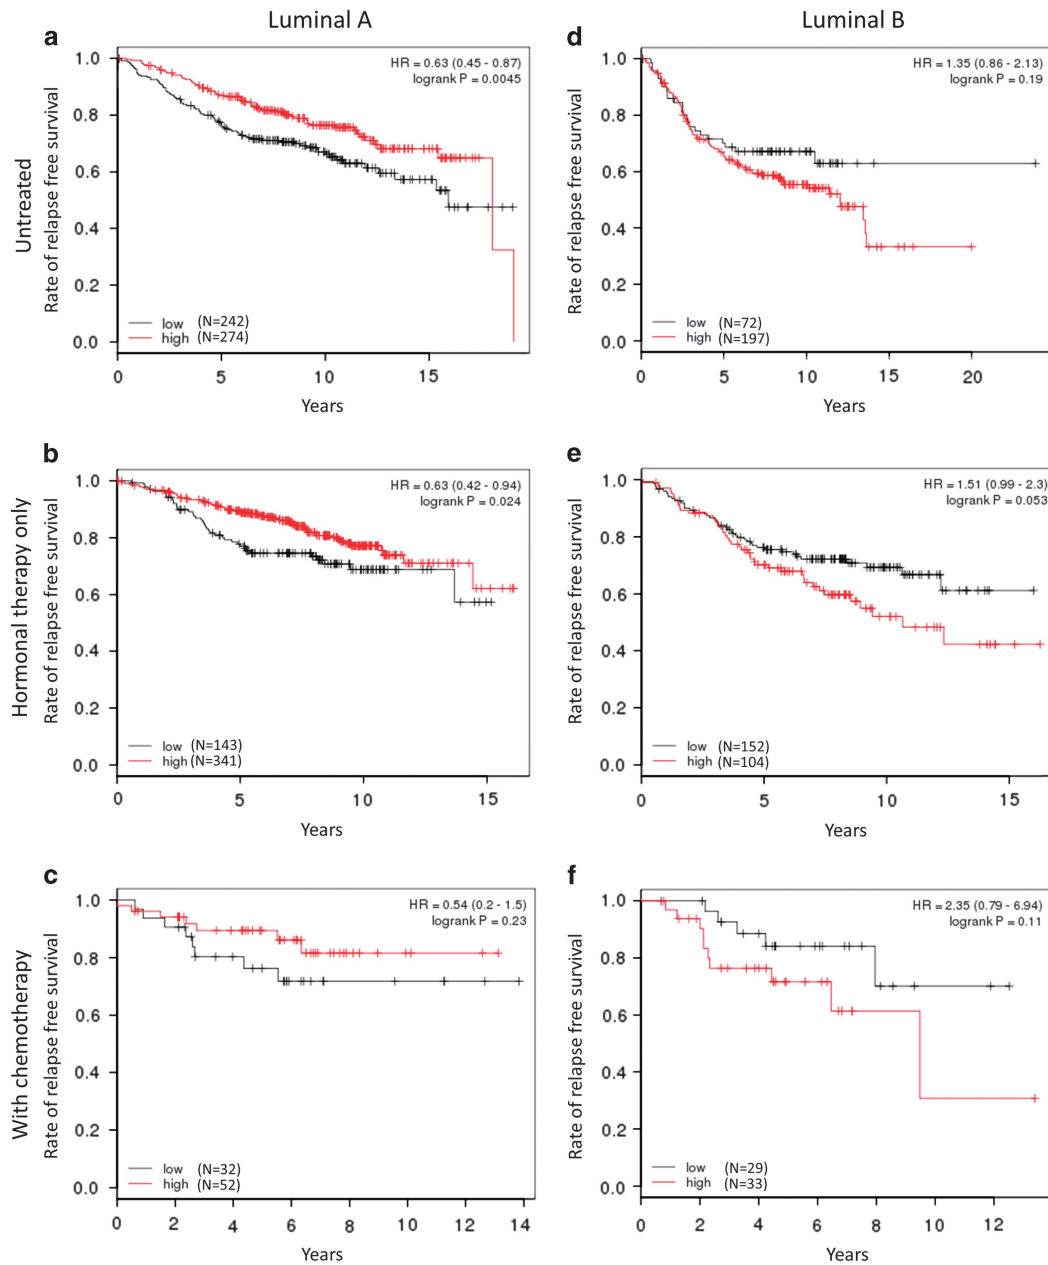 Luminal A
Luminal B
a
HR = 0.63 (0.45 - 0.87)
logrank P = 0.0045
1.0
0.8
0.6
0.4
0.2
0.0
Untreated
Rate of relapse free survival
low (N=242)
high (N=274)
0 5 10 15
Years
d
HR = 1.35 (0.86 - 2.13)
logrank P = 0.19
1.0
0.8
0.6
0.4
0.2
0.0
Rate of relapse free survival
low (N=72)
high (N=197)
0 5 10 15 20
Years
b
HR = 0.63 (0.42 - 0.94)
logrank P = 0.024
1.0
0.8
0.6
0.4
0.2
0.0
Hormonal therapy only
Rate of relapse free survival
low (N=143)
high (N=341)
0 5 10 15
Years
e
HR = 1.51 (0.99 - 2.3)
logrank P = 0.053
1.0
0.8
0.6
0.4
0.2
0.0
Rate of relapse free survival
low (N=152)
high (N=104)
0 5 10 15
Years
c
HR = 0.54 (0.2 - 1.5)
logrank P = 0.23
1.0
0.8
0.6
0.4
0.2
0.0
With chemotherapy
Rate of relapse free survival
low (N=32)
high (N=52)
0 2 4 6 8 10 12 14
Years
f
HR = 2.35 (0.79 - 6.94)
logrank P = 0.11
1.0
0.8
0.6
0.4
0.2
0.0
Rate of relapse free survival
low (N=29)
high (N=33)
0 2 4 6 8 10 12
Years